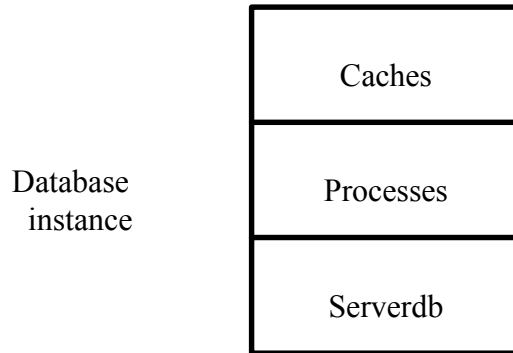 Caches
Database
instance
Processes
Serverdb